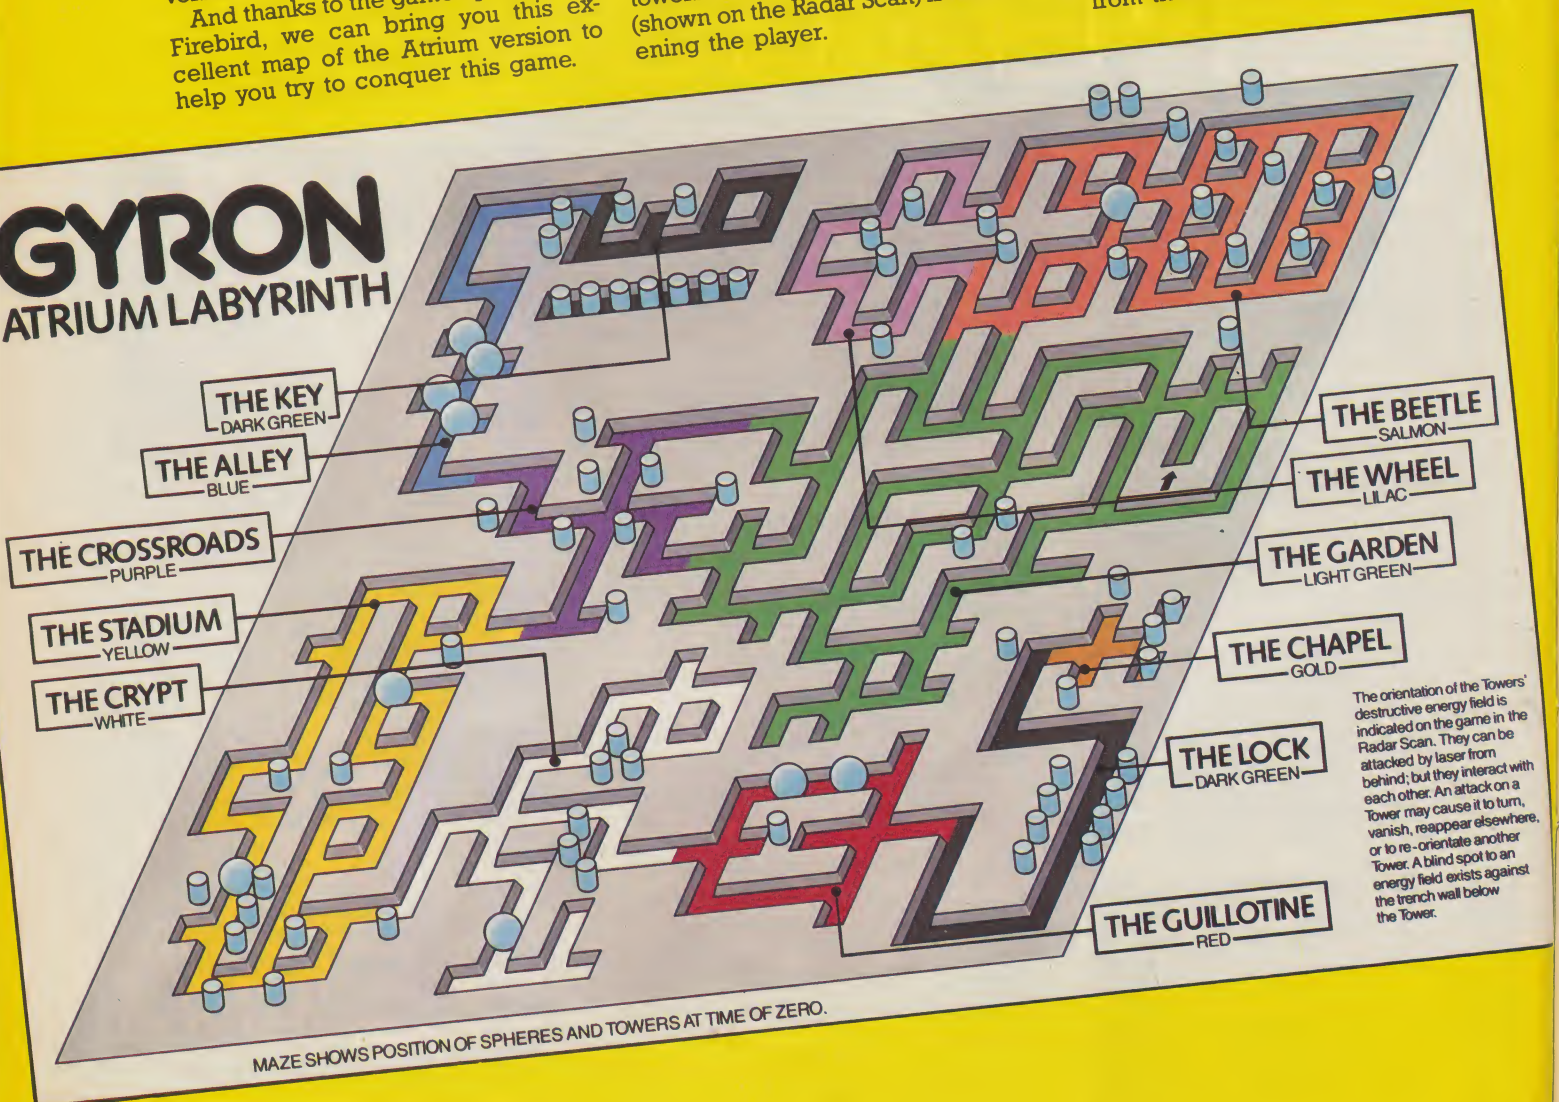 And thanks to the game
Firebird, we can bring you this ex-
cellent map of the Atrium version to
help you try to conquer this game.
(shown on the Radar Scan)
ening the player.
GYRON
ATRIUM LABYRINTH
THE KEY
DARK GREEN
THE ALLEY
BLUE
THE CROSSROADS
PURPLE
THE STADIUM
YELLOW
THE CRYPT
WHITE
THE BEETLE
SALMON
THE WHEEL
LILAC
THE GARDEN
LIGHT GREEN
THE CHAPEL
GOLD
THE LOCK
DARK GREEN
THE GUILLOTINE
RED
The orientation of the Towers'
destructive energy field is
indicated on the game in the
Radar Scan. They can be
attacked by laser from
behind; but they interact with
each other. An attack on a
Tower may cause it to turn,
vanish, reappear elsewhere,
or to re-orientate another
Tower. A blind spot to an
energy field exists against
the trench wall below
the Tower.
MAZE SHOWS POSITION OF SPHERES AND TOWERS AT TIME OF ZERO.